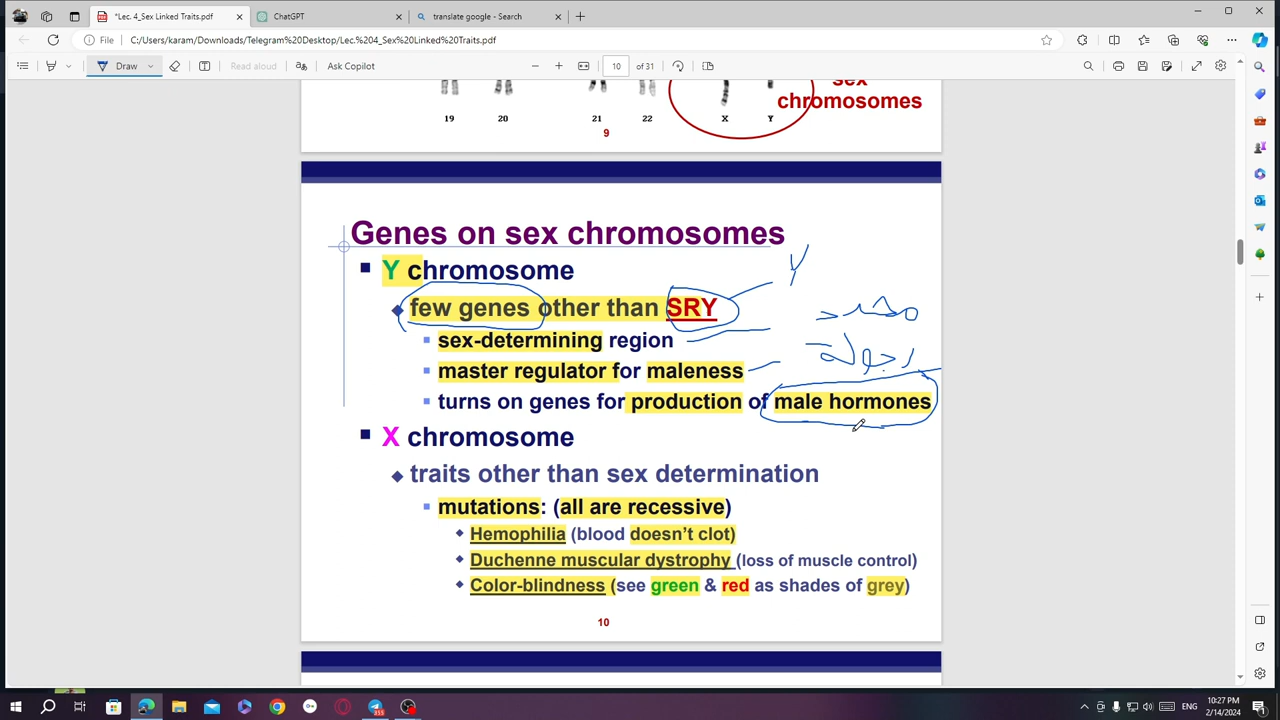 *Lec. 4_Sex Linked Traits.pdf
ChatGPT
translate google - Search
File
C:/Users/karam/Downloads/Telegram%20Desktop/Lec.%204_Sex%20Linked%20Traits.pdf
Draw
Read aloud
Ask Copilot
10 of 31
sex
chromosomes
19 20 21 22 X Y
9
Genes on sex chromosomes
Y chromosome
few genes other than SRY
Y
sex-determining region
master regulator for maleness
turns on genes for production of male hormones
X chromosome
traits other than sex determination
mutations: (all are recessive)
Hemophilia (blood doesn't clot)
Duchenne muscular dystrophy (loss of muscle control)
Color-blindness (see green & red as shades of grey)
10
ENG
10:27 PM
2/14/2024